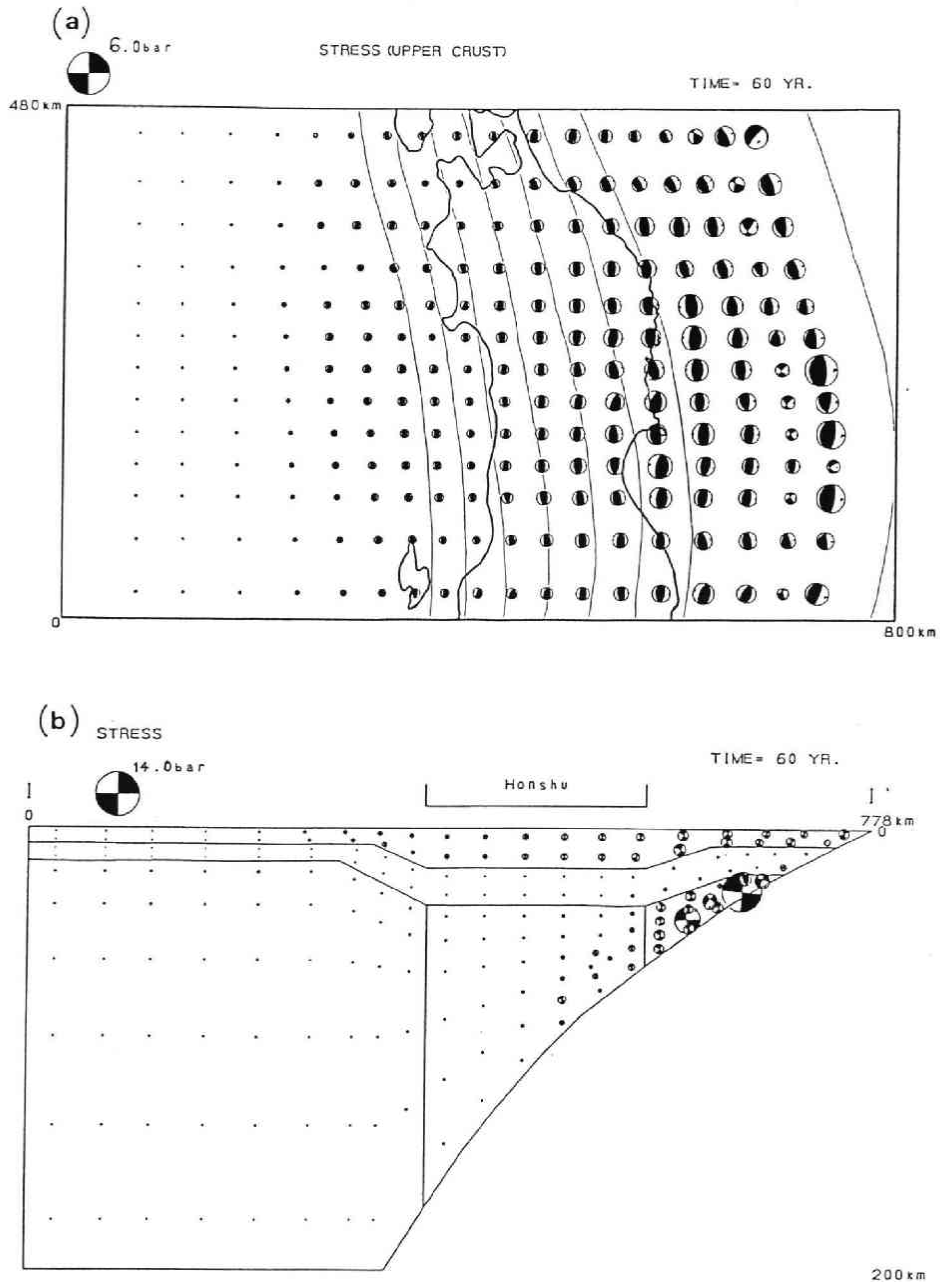 (a)
6.0bar
STRESS (UPPER CRUST)
TIME= 60 YR.
480km
0
800km
(b)
STRESS
14.0bar
TIME= 60 YR.
Honshu
I
I'
0
778km
0
200km